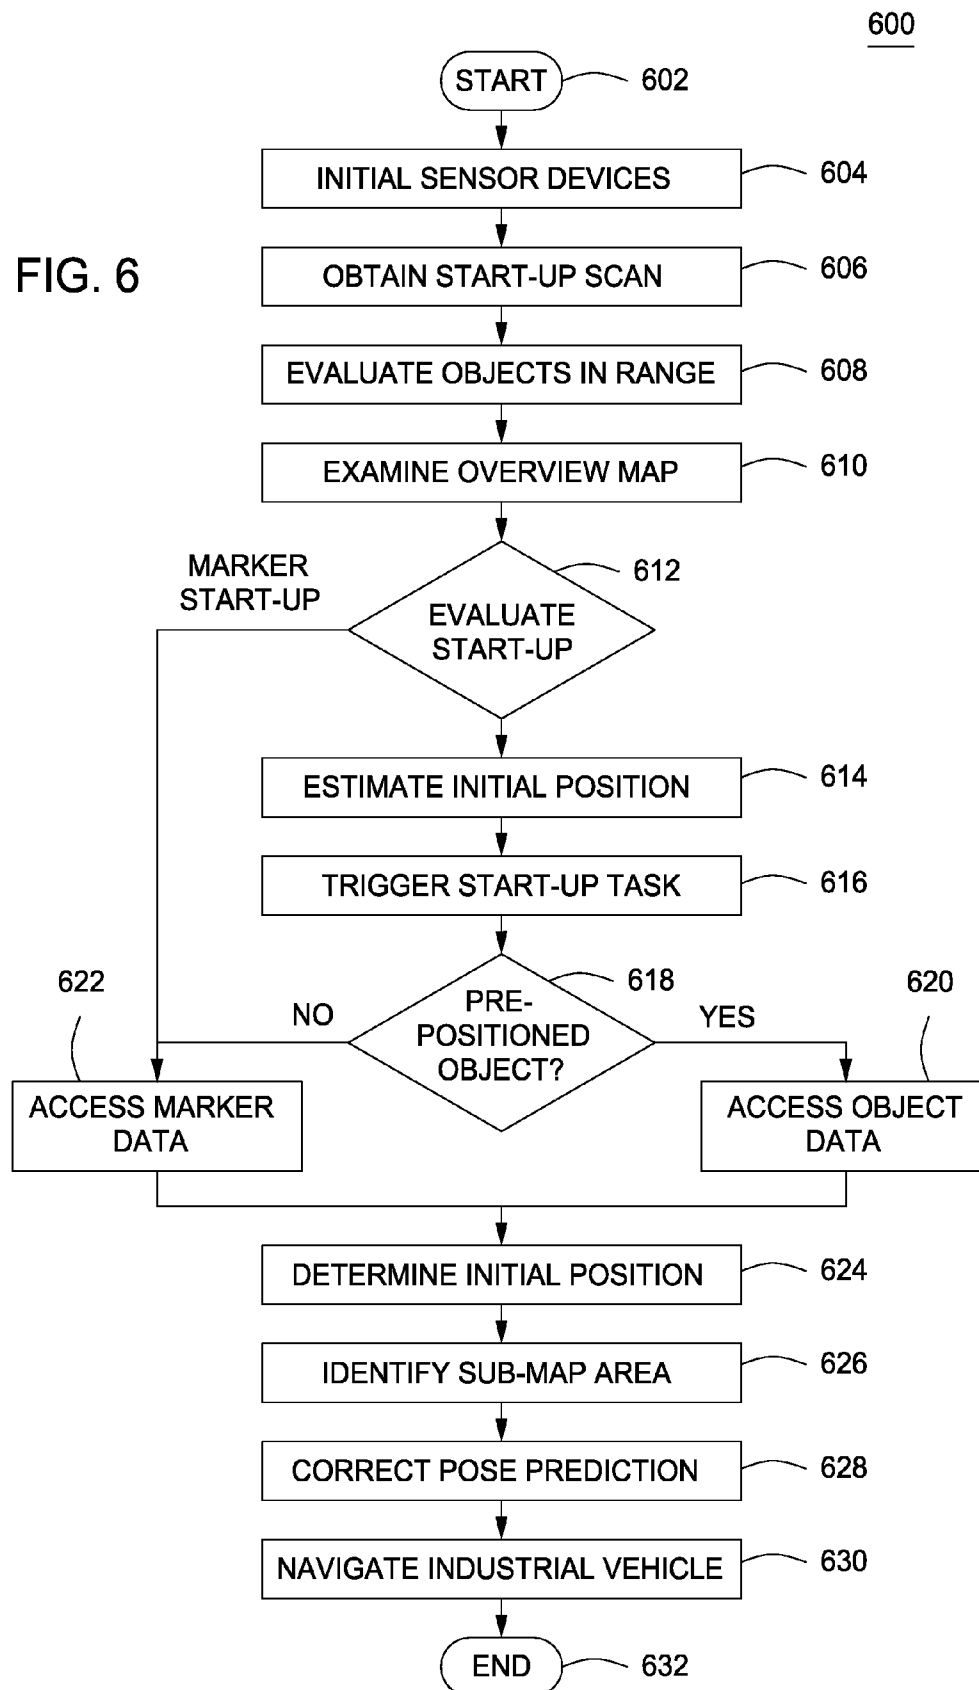 600
START
602
INITIAL SENSOR DEVICES
604
FIG. 6
OBTAIN START-UP SCAN
606
EVALUATE OBJECTS IN RANGE
608
EXAMINE OVERVIEW MAP
610
MARKER
START-UP
612
EVALUATE
START-UP
ESTIMATE INITIAL POSITION
614
TRIGGER START-UP TASK
616
622
NO
618
PRE-
POSITIONED
OBJECT?
YES
620
ACCESS MARKER
DATA
ACCESS OBJECT
DATA
DETERMINE INITIAL POSITION
624
IDENTIFY SUB-MAP AREA
626
CORRECT POSE PREDICTION
628
NAVIGATE INDUSTRIAL VEHICLE
630
END
632